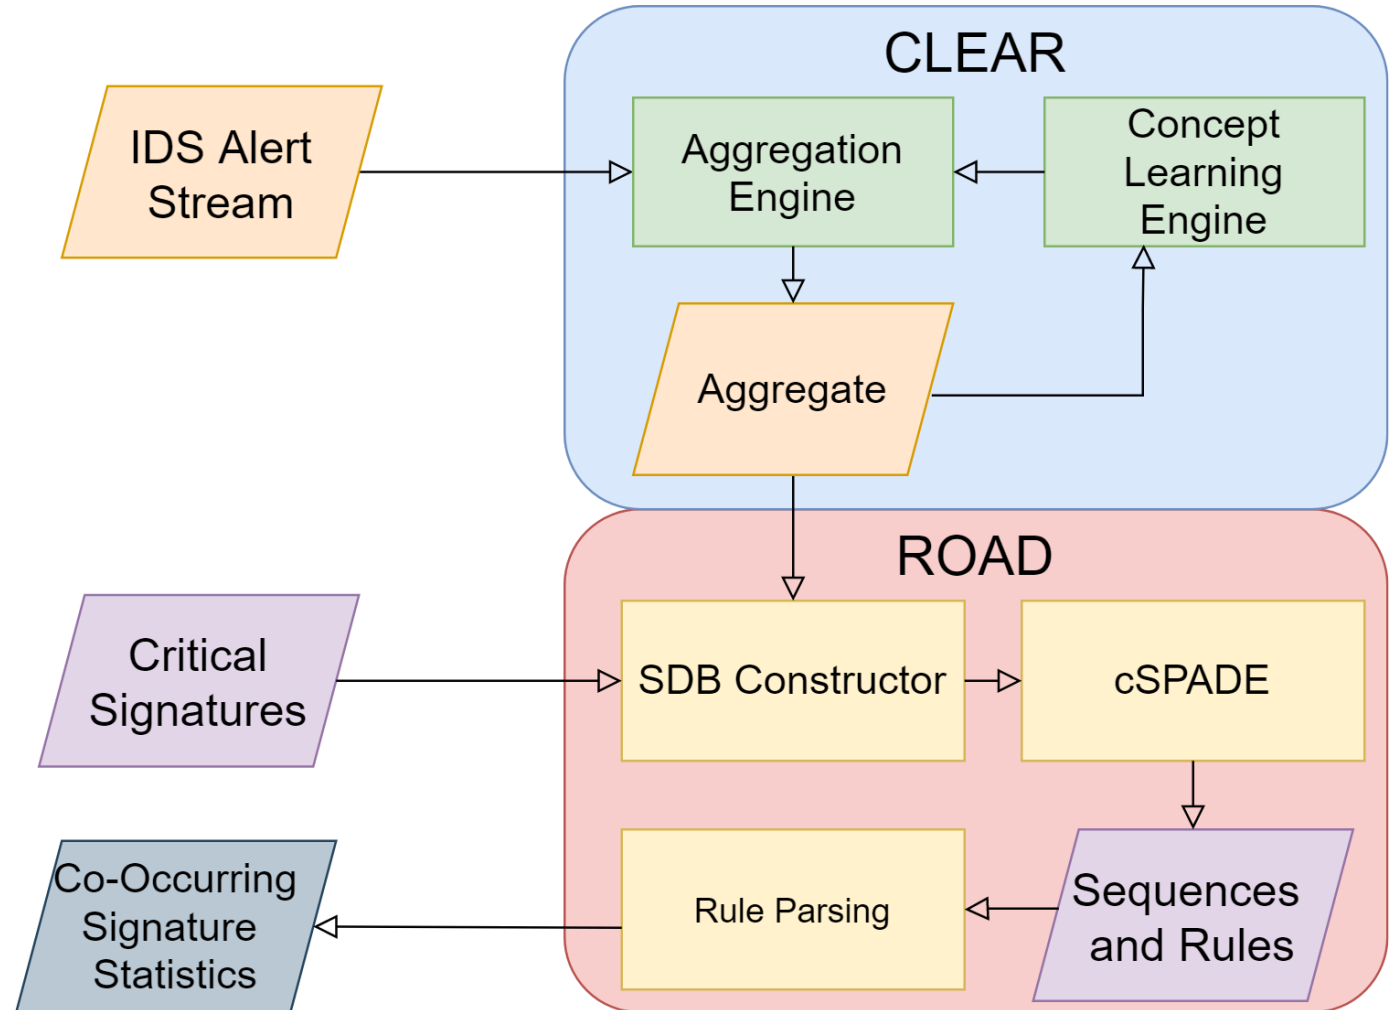 CLEAR
IDS Alert
Stream
Aggregation
Engine
Concept
Learning
Engine
Aggregate
ROAD
Critical
Signatures
SDB Constructor
cSPADE
Co-Occurring
Signature
Statistics
Rule Parsing
Sequences
and Rules